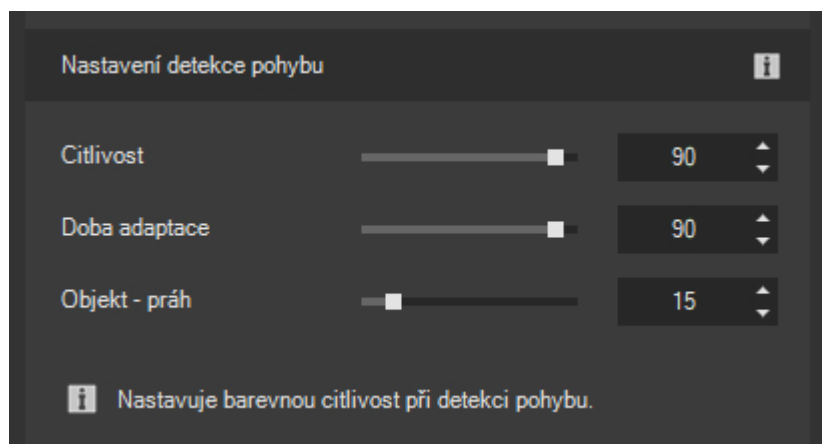 Nastavení detekce pohybu
Citlivost 90
Doba adaptace 90
Objekt - práh 15
Nastavuje barevnou citlivost při detekci pohybu.